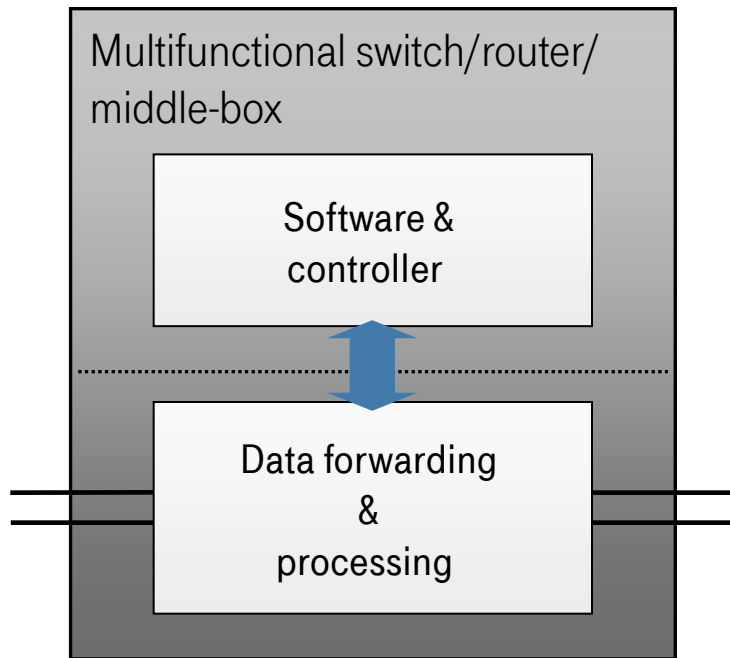 Multifunctional switch/router/
middle-box
Software &
controller
Data forwarding
&
processing